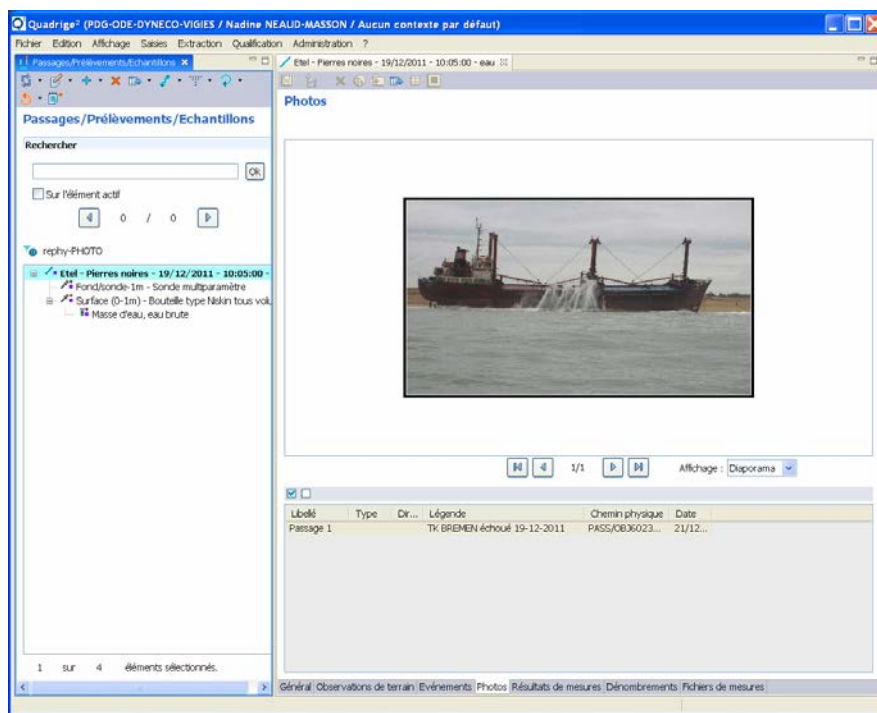 Quadrige² (PDG-ODE-DYNECO-VIGIES / Nadine NEAUD-MASSON / Aucun contexte par défaut)
Fichier Edition Affichage Saisies Extraction Qualification Administration ?
Passages/Prélèvements/Echantillons
Etel - Pierres noires - 19/12/2011 - 10:05:00 - eau
Passages/Prélèvements/Echantillons
Rechercher
Ok
Sur l'élément actif
0 / 0
rephy-PHOTO
Etel - Pierres noires - 19/12/2011 - 10:05:00 -
Fond/sonde-1m - Sonde multiparamètre
Surface (0-1m) - Bouteille type Niskin tous volu
Masse d'eau, eau brute
1 sur 4 éléments sélectionnés.
Photos
1/1
Affichage : Diaporama
Libellé Type Dir... Légende Chemin physique Date
Passage 1 TK BREMEN échoué 19-12-2011 PASS/OBJ6023... 21/12...
Général Observations de terrain Evénements Photos Résultats de mesures Dénombrements Fichiers de mesures